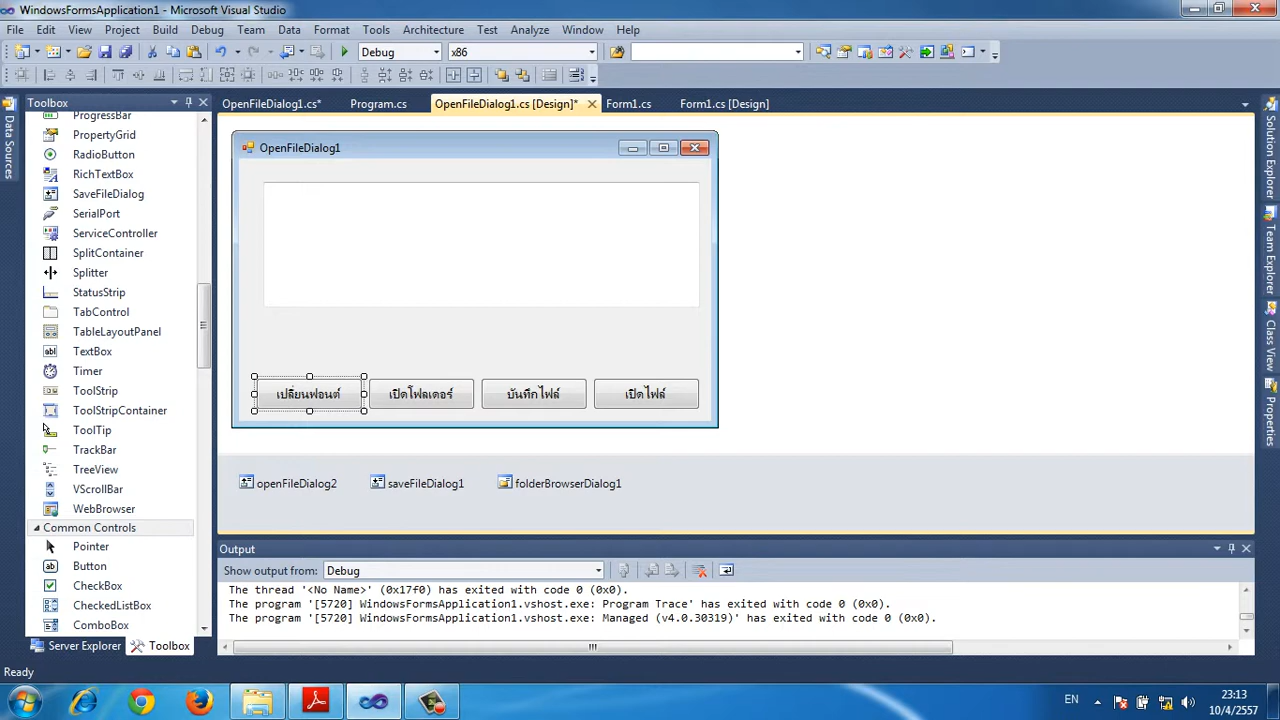 WindowsFormsApplication1 - Microsoft Visual Studio
File Edit View Project Build Debug Team Data Format Tools Architecture Test Analyze Window Help
Debug x86
Toolbox
OpenFileDialog1.cs* Program.cs OpenFileDialog1.cs [Design]* Form1.cs Form1.cs [Design]
Data Sources
ProgressBar
PropertyGrid
RadioButton
RichTextBox
SaveFileDialog
SerialPort
ServiceController
SplitContainer
Splitter
StatusStrip
TabControl
TableLayoutPanel
TextBox
Timer
ToolStrip
ToolStripContainer
ToolTip
TrackBar
TreeView
VScrollBar
WebBrowser
Common Controls
Pointer
Button
CheckBox
CheckedListBox
ComboBox
Server Explorer Toolbox
OpenFileDialog1
เปลี่ยนฟอนต์ เปิดโฟลเดอร์ บันทึกไฟล์ เปิดไฟล์
openFileDialog2 saveFileDialog1 folderBrowserDialog1
Output
Show output from: Debug
The thread '<No Name>' (0x17f0) has exited with code 0 (0x0).
The program '[5720] WindowsFormsApplication1.vshost.exe: Program Trace' has exited with code 0 (0x0).
The program '[5720] WindowsFormsApplication1.vshost.exe: Managed (v4.0.30319)' has exited with code 0 (0x0).
Solution Explorer
Team Explorer
Class View
Properties
Ready
EN
23:13
10/4/2557